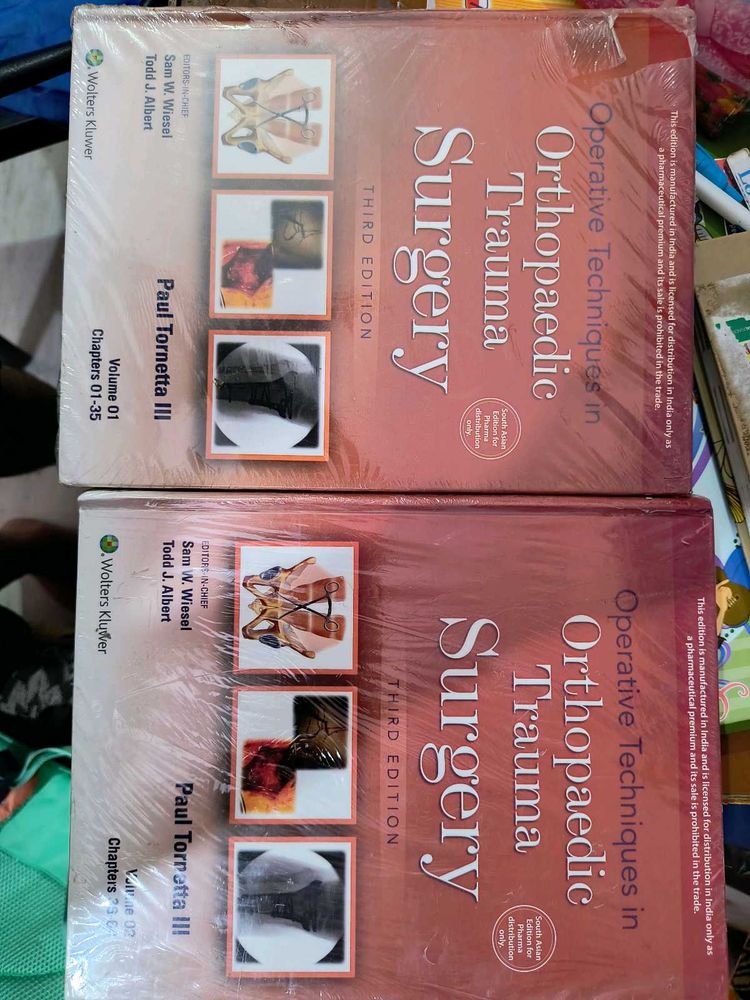 This edition is manufactured in India and is licensed for distribution in India only as
a pharmaceutical premium and its sale is prohibited in the trade.
Operative Techniques in
Orthopaedic
Trauma
Surgery
South Asian
Edition for
Pharma
distribution
only.
THIRD EDITION
EDITORS-IN-CHIEF
Sam W. Wiesel
Todd J. Albert
Paul Tornetta III
Volume 01
Chapters 01-35
Wolters Kluwer
This edition is manufactured in India and is licensed for distribution in India only as
a pharmaceutical premium and its sale is prohibited in the trade.
Operative Techniques in
Orthopaedic
Trauma
Surgery
South Asian
Edition for
Pharma
distribution
only.
THIRD EDITION
EDITORS-IN-CHIEF
Sam W. Wiesel
Todd J. Albert
Paul Tornetta III
Volume 02
Chapters
Wolters Kluwer